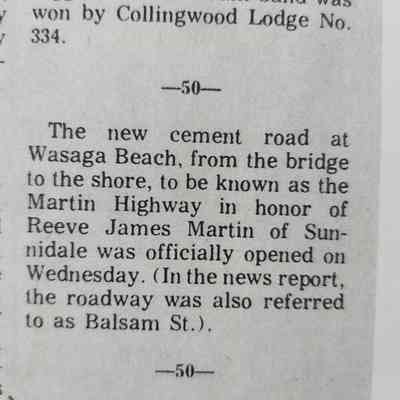 was
won by Collingwood Lodge No.
334.
—50—
The new cement road at
Wasaga Beach, from the bridge
to the shore, to be known as the
Martin Highway in honor of
Reeve James Martin of Sun-
nidale was officially opened on
Wednesday. (In the news report,
the roadway was also referred
to as Balsam St.).
—50—